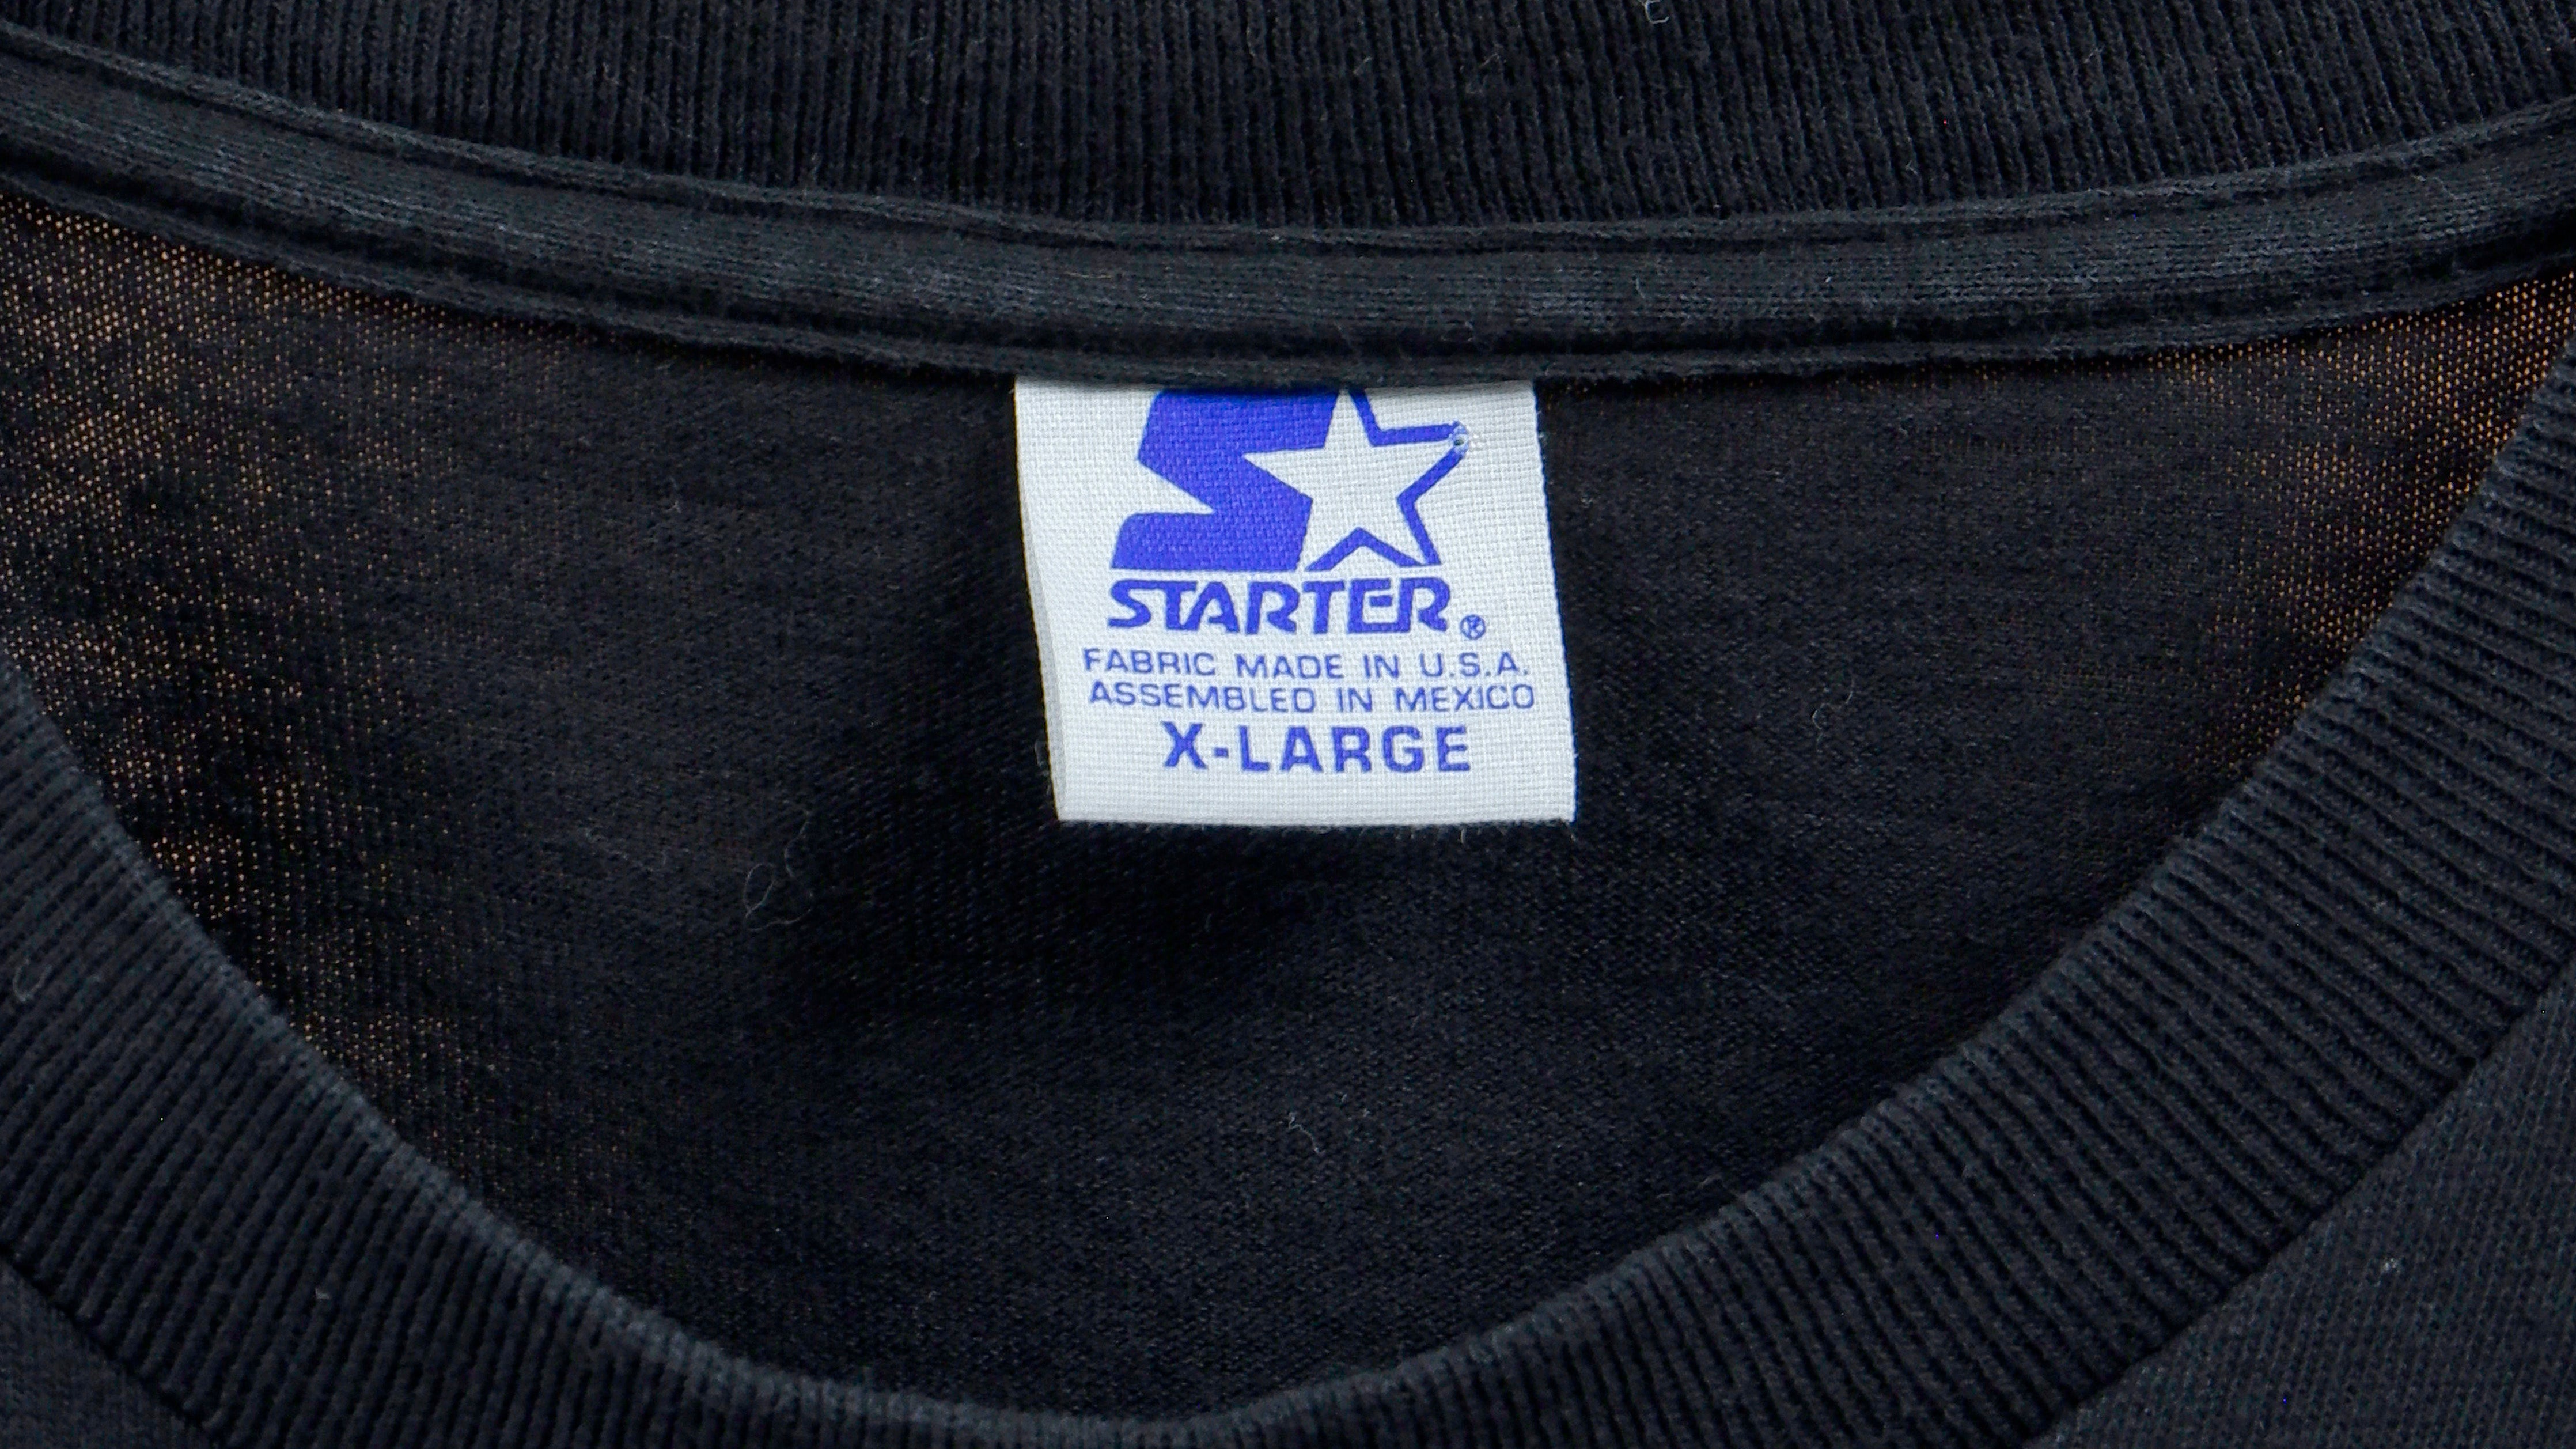 STARTER®
FABRIC MADE IN U.S.A.
ASSEMBLED IN MEXICO
X-LARGE